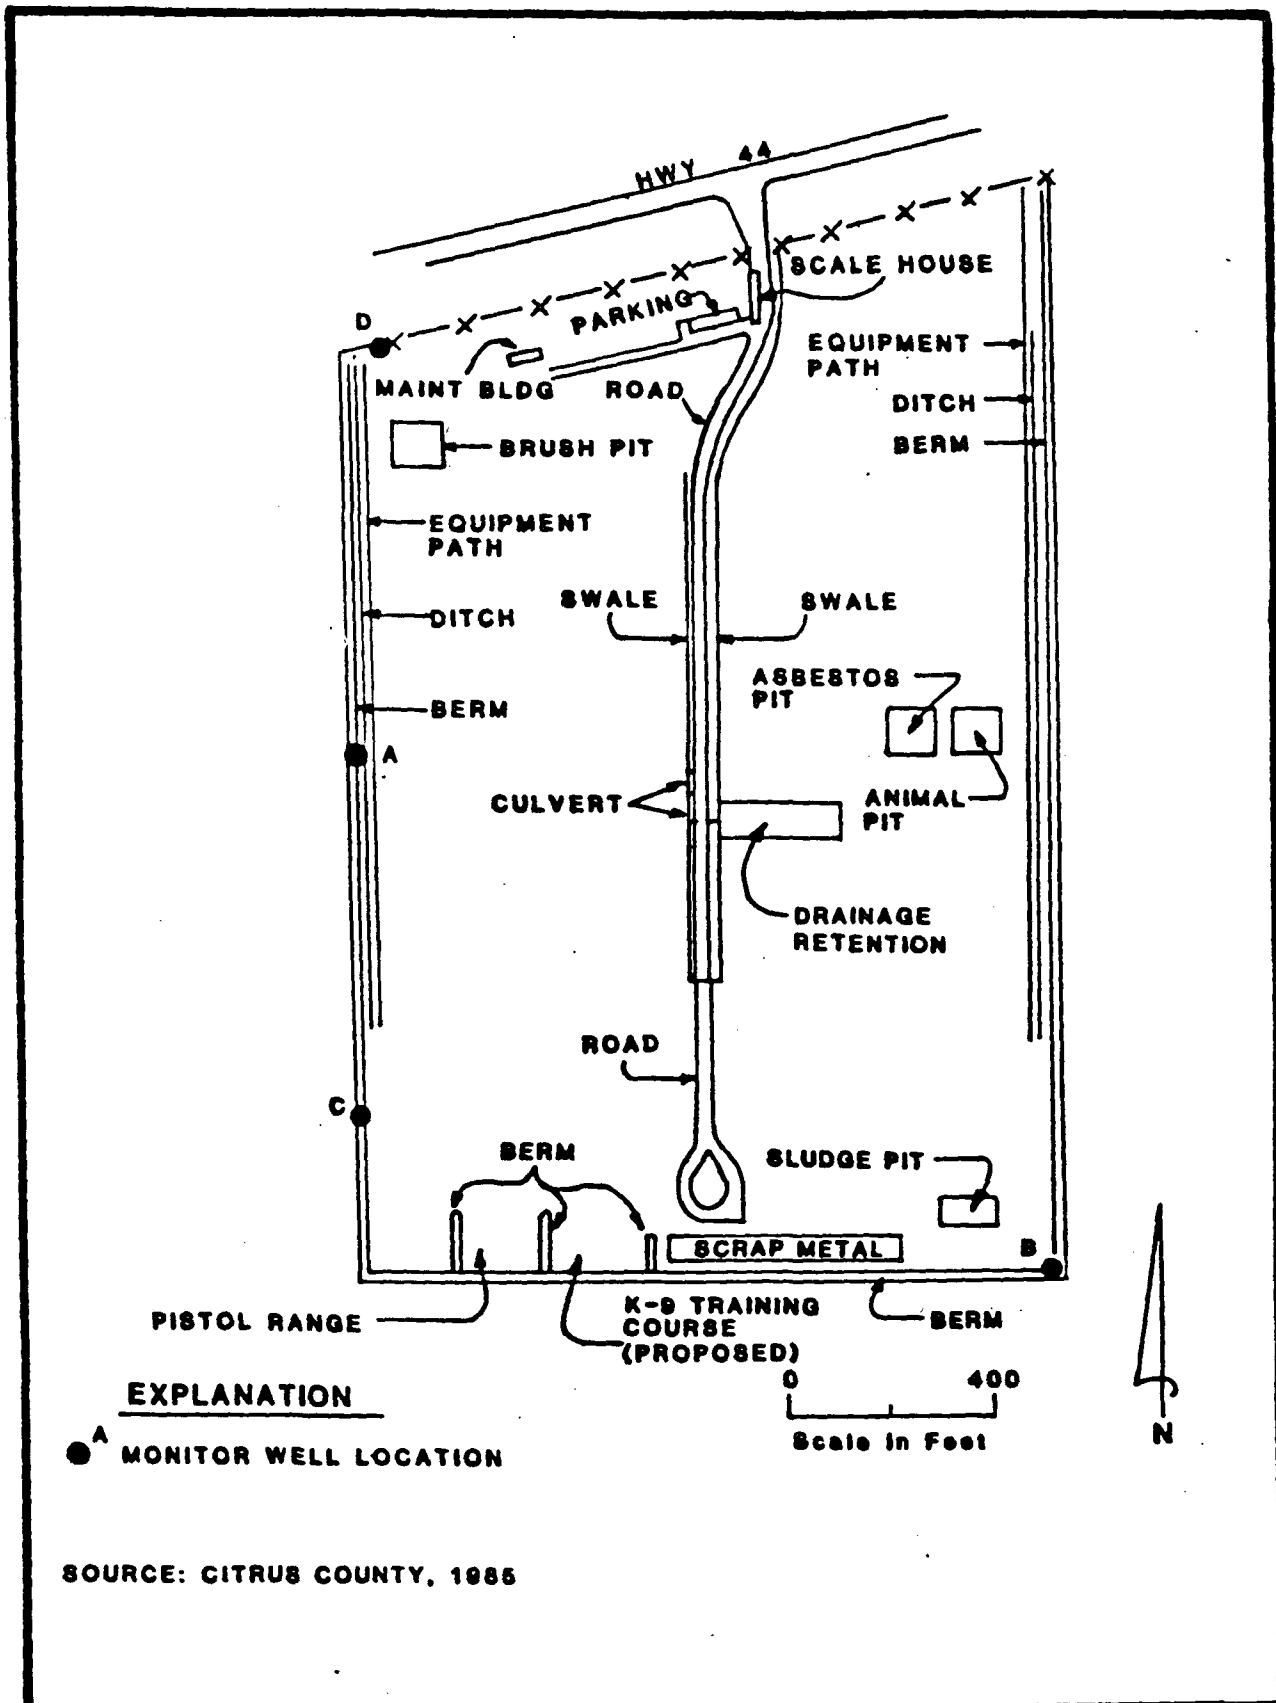 HWY 44
SCALE HOUSE
PARKING
D
EQUIPMENT
PATH
MAINT BLDG
ROAD
DITCH
BRUSH PIT
BERM
EQUIPMENT
PATH
SWALE
SWALE
DITCH
ASBESTOS
PIT
BERM
A
CULVERT
ANIMAL
PIT
DRAINAGE
RETENTION
ROAD
C
BERM
SLUDGE PIT
B
SCRAP METAL
PISTOL RANGE
K-9 TRAINING
COURSE
(PROPOSED)
BERM
0 400
Scale in Feet
N
EXPLANATION
A
MONITOR WELL LOCATION
SOURCE: CITRUS COUNTY, 1985